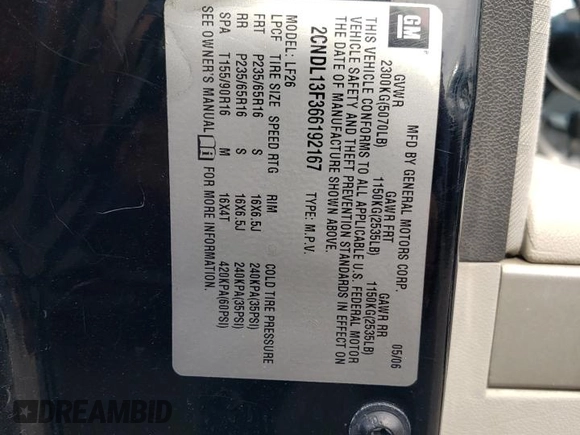 GM
MFD BY GENERAL MOTORS CORP. 05/06
GVWR GAWR FRT GAWR RR
2300KG(5070LB) 1150KG(2535LB) 1150KG(2535LB)
THIS VEHICLE CONFORMS TO ALL APPLICABLE U.S. FEDERAL MOTOR
VEHICLE SAFETY AND THEFT PREVENTION STANDARDS IN EFFECT ON
THE DATE OF MANUFACTURE SHOWN ABOVE.
2CNDL13F366192167 TYPE: M.P.V.
MODEL: LF26
LPCF TIRE SIZE SPEED RTG RIM COLD TIRE PRESSURE
FRT P235/65R16 S 16X6.5J 240KPA(35PSI)
RR P235/65R16 S 16X6.5J 240KPA(35PSI)
SPA T155/90R16 M 16X4T 420KPA(60PSI)
SEE OWNER'S MANUAL FOR MORE INFORMATION.
DREAMBID